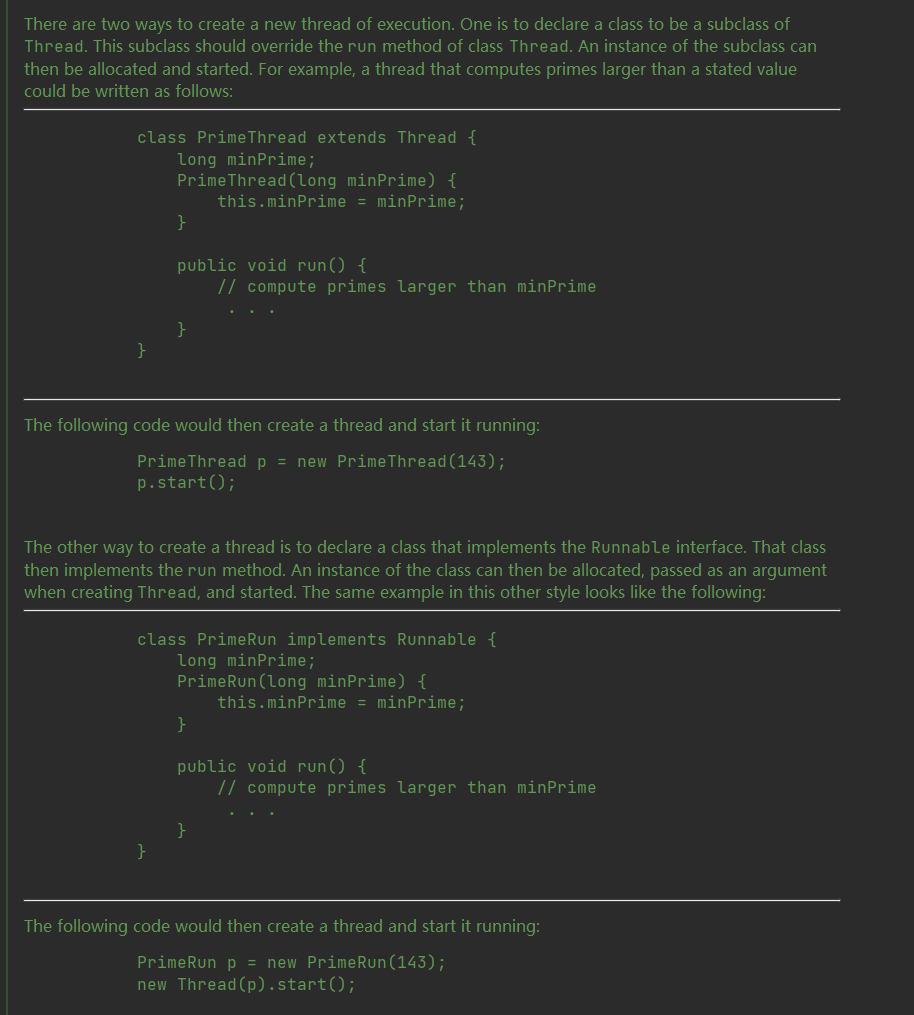 There are two ways to create a new thread of execution. One is to declare a class to be a subclass of
Thread. This subclass should override the run method of class Thread. An instance of the subclass can
then be allocated and started. For example, a thread that computes primes larger than a stated value
could be written as follows:
class PrimeThread extends Thread {
    long minPrime;
    PrimeThread(long minPrime) {
        this.minPrime = minPrime;
    }
    public void run() {
        // compute primes larger than minPrime
         . . .
    }
}
The following code would then create a thread and start it running:
PrimeThread p = new PrimeThread(143);
p.start();
The other way to create a thread is to declare a class that implements the Runnable interface. That class
then implements the run method. An instance of the class can then be allocated, passed as an argument
when creating Thread, and started. The same example in this other style looks like the following:
class PrimeRun implements Runnable {
    long minPrime;
    PrimeRun(long minPrime) {
        this.minPrime = minPrime;
    }
    public void run() {
        // compute primes larger than minPrime
         . . .
    }
}
The following code would then create a thread and start it running:
PrimeRun p = new PrimeRun(143);
new Thread(p).start();